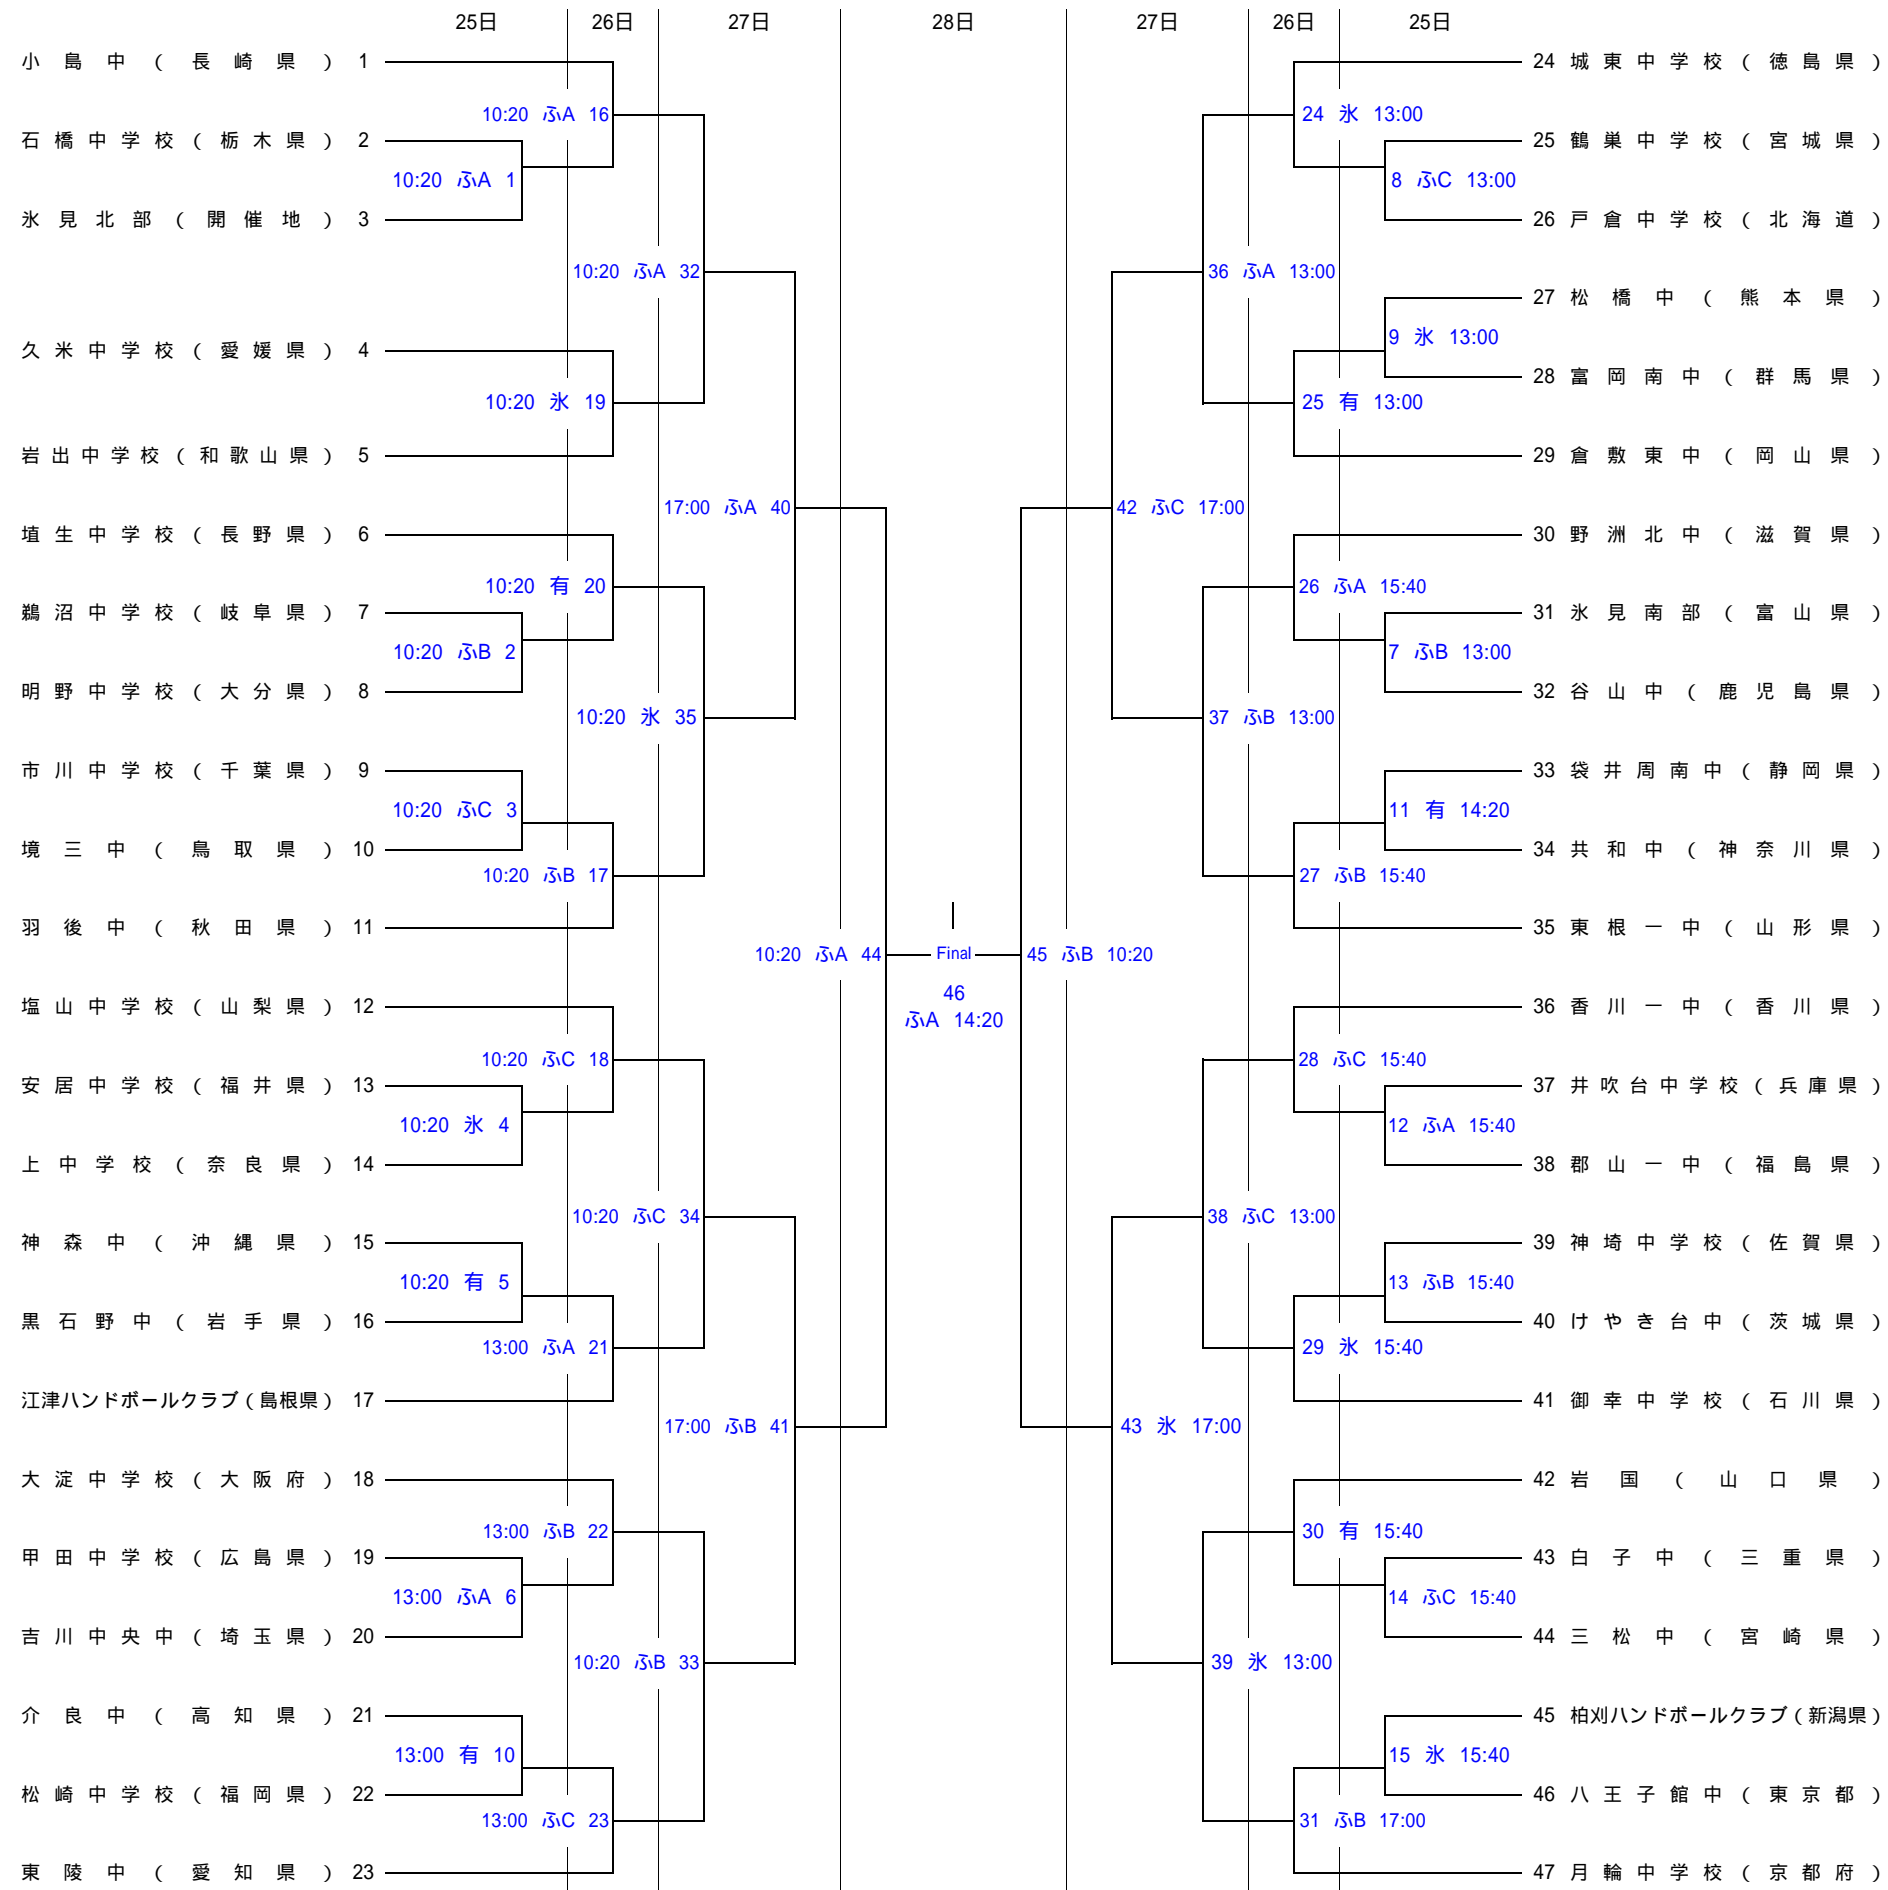 25日 26日 27日 28日 27日 26日 25日
小島中(長崎県) 1
24 城東中学校(徳島県)
10:20 ふA 16
24 氷 13:00
石橋中学校(栃木県) 2
25 鶴巣中学校(宮城県)
10:20 ふA 1
8 ふC 13:00
氷見北部(開催地) 3
26 戸倉中学校(北海道)
10:20 ふA 32
36 ふA 13:00
27 松橋中(熊本県)
9 氷 13:00
久米中学校(愛媛県) 4
28 富岡南中(群馬県)
10:20 氷 19
25 有 13:00
岩出中学校(和歌山県) 5
29 倉敷東中(岡山県)
17:00 ふA 40
42 ふC 17:00
埴生中学校(長野県) 6
30 野洲北中(滋賀県)
10:20 有 20
26 ふA 15:40
鵜沼中学校(岐阜県) 7
31 氷見南部(富山県)
10:20 ふB 2
7 ふB 13:00
明野中学校(大分県) 8
32 谷山中(鹿児島県)
10:20 氷 35
37 ふB 13:00
市川中学校(千葉県) 9
33 袋井周南中(静岡県)
10:20 ふC 3
11 有 14:20
境三中(鳥取県) 10
34 共和中(神奈川県)
10:20 ふB 17
27 ふB 15:40
羽後中(秋田県) 11
35 東根一中(山形県)
10:20 ふA 44
Final
45 ふB 10:20
46
ふA 14:20
塩山中学校(山梨県) 12
36 香川一中(香川県)
10:20 ふC 18
28 ふC 15:40
安居中学校(福井県) 13
37 井吹台中学校(兵庫県)
10:20 氷 4
12 ふA 15:40
上中学校(奈良県) 14
38 郡山一中(福島県)
10:20 ふC 34
38 ふC 13:00
神森中(沖縄県) 15
39 神埼中学校(佐賀県)
10:20 有 5
13 ふB 15:40
黒石野中(岩手県) 16
40 けやき台中(茨城県)
13:00 ふA 21
29 氷 15:40
江津ハンドボールクラブ(島根県) 17
41 御幸中学校(石川県)
17:00 ふB 41
43 氷 17:00
大淀中学校(大阪府) 18
42 岩国(山口県)
13:00 ふB 22
30 有 15:40
甲田中学校(広島県) 19
43 白子中(三重県)
13:00 ふA 6
14 ふC 15:40
吉川中央中(埼玉県) 20
44 三松中(宮崎県)
10:20 ふB 33
39 氷 13:00
介良中(高知県) 21
45 柏刈ハンドボールクラブ(新潟県)
13:00 有 10
15 氷 15:40
松崎中学校(福岡県) 22
46 八王子館中(東京都)
13:00 ふC 23
31 ふB 17:00
東陵中(愛知県) 23
47 月輪中学校(京都府)